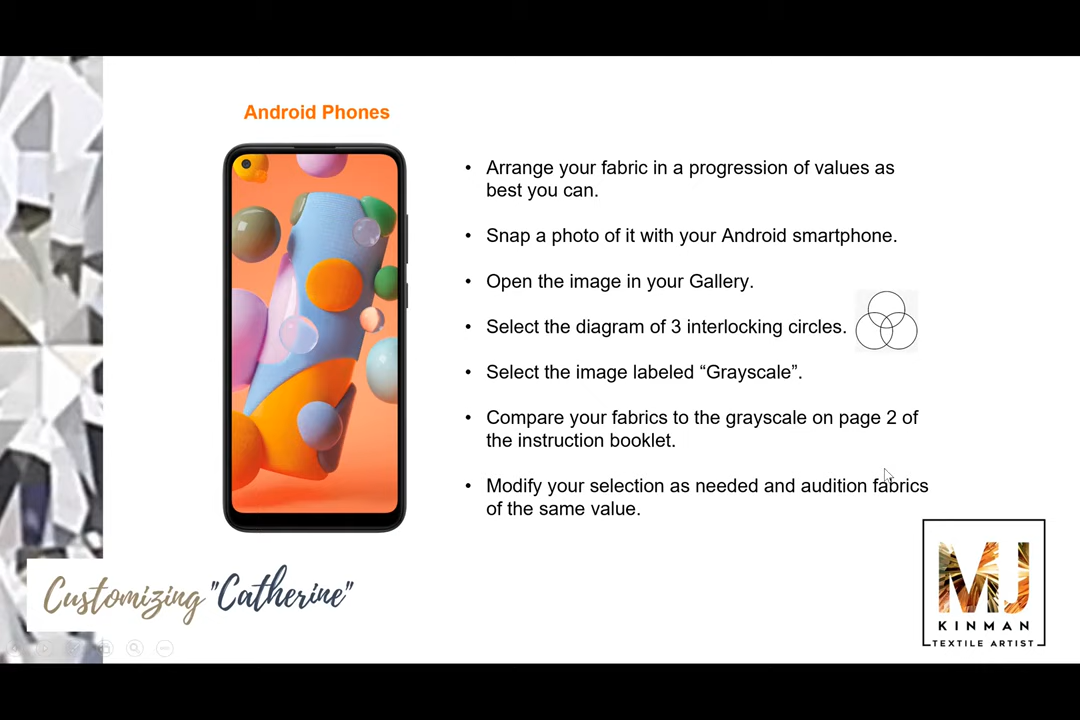 Android Phones
• Arrange your fabric in a progression of values as
best you can.
• Snap a photo of it with your Android smartphone.
• Open the image in your Gallery.
• Select the diagram of 3 interlocking circles.
• Select the image labeled “Grayscale”.
• Compare your fabrics to the grayscale on page 2 of
the instruction booklet.
• Modify your selection as needed and audition fabrics
of the same value.
Customizing "Catherine"
MJ
KINMAN
TEXTILE ARTIST